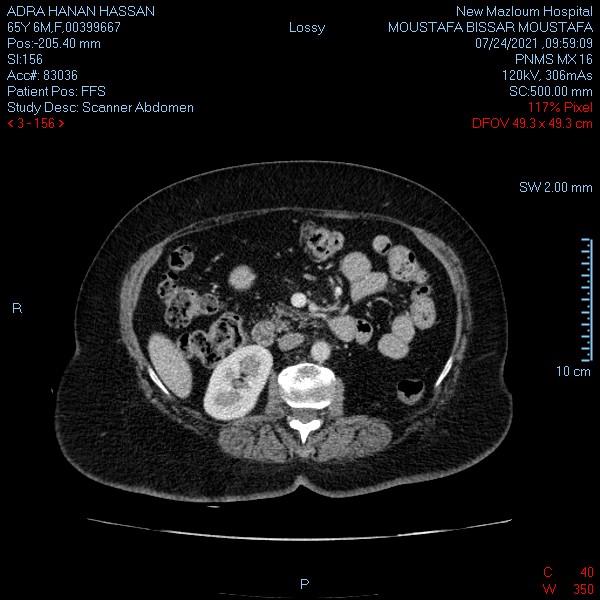 ADRA HANAN HASSAN
65Y 6M,F,00399667
Pos:-205.40 mm
SI:156
Acc#: 83036
Patient Pos: FFS
Study Desc: Scanner Abdomen
< 3 - 156 >
Lossy
New Mazloum Hospital
MOUSTAFA BISSAR MOUSTAFA
07/24/2021 ,09:59:09
PNMS MX 16
120kV, 306mAs
SC:500.00 mm
117% Pixel
DFOV 49.3 x 49.3 cm
SW 2.00 mm
R
10 cm
P
C 40
W 350